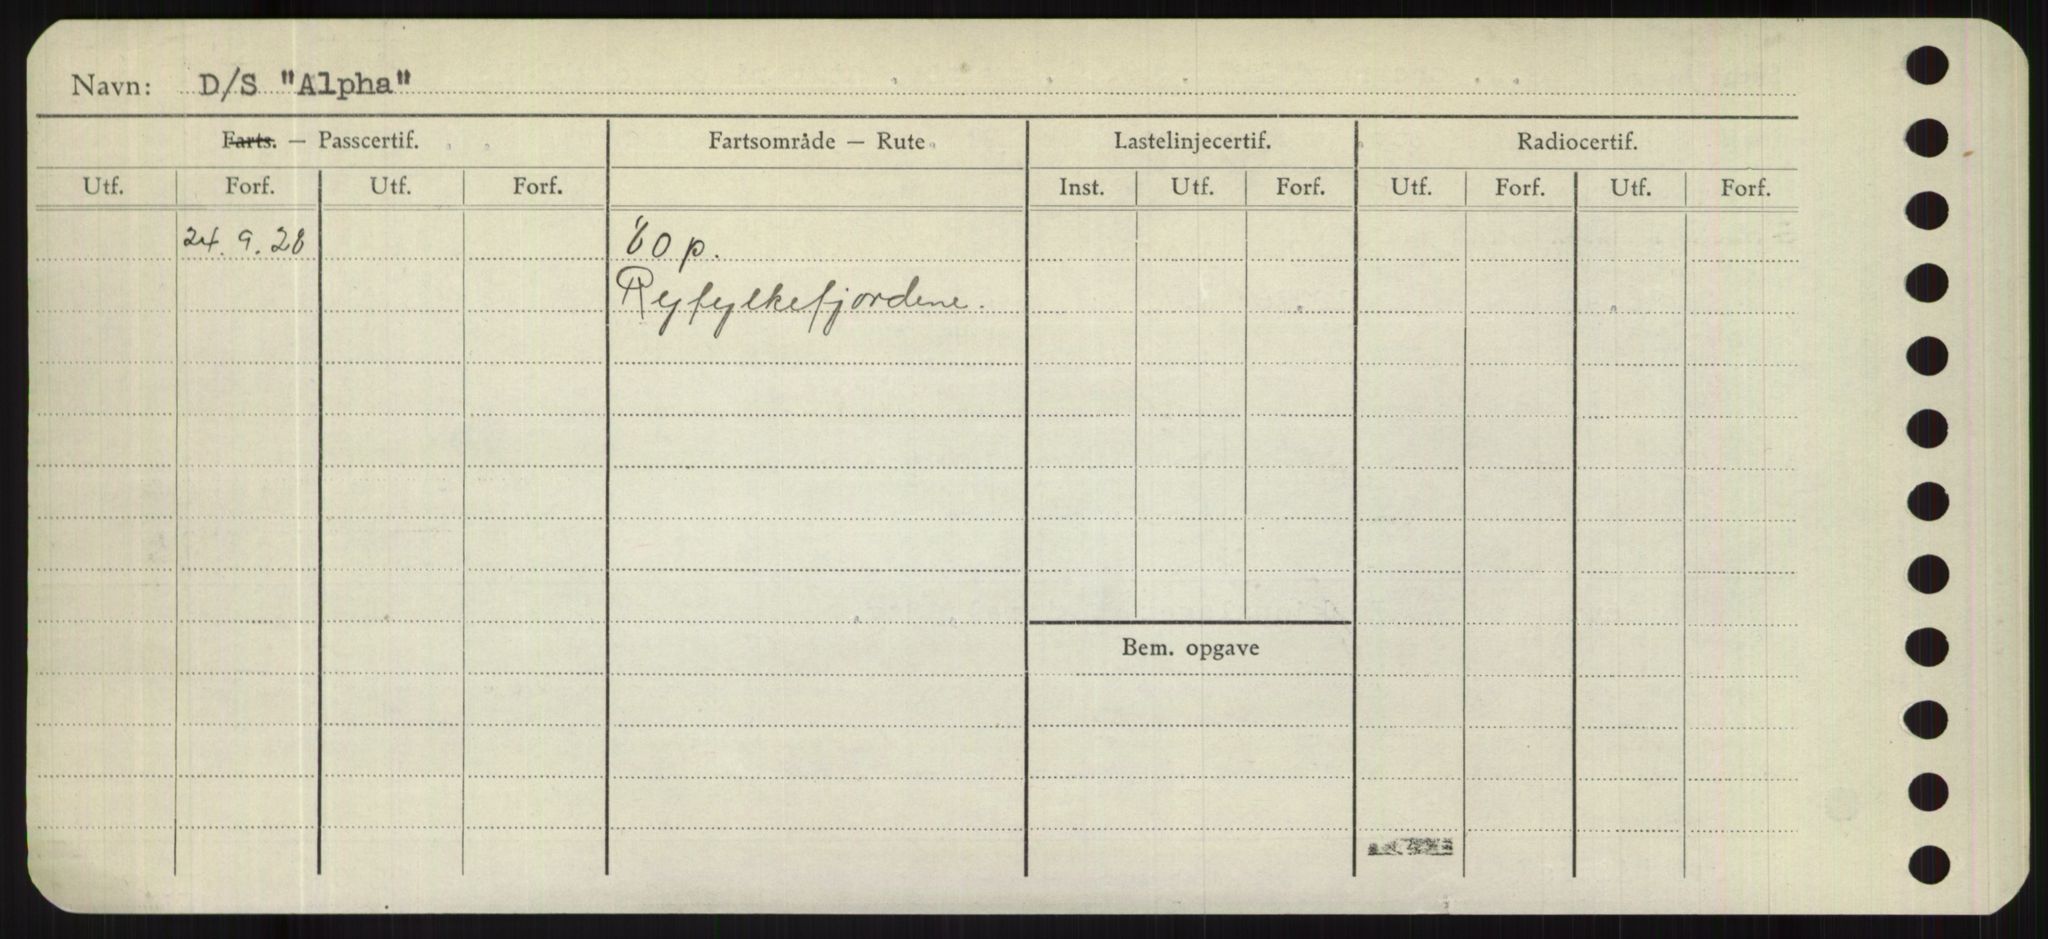 Navn: D/S "Alpha"
Farts. — Passcertif. Fartsområde — Rute Lastelinjecertif. Radiocertif.
Utf. Forf. Utf. Forf. Inst. Utf. Forf. Utf. Forf. Utf. Forf.
24.9.28 80 p.
Ryfylkefjordene.
Bem. opgave